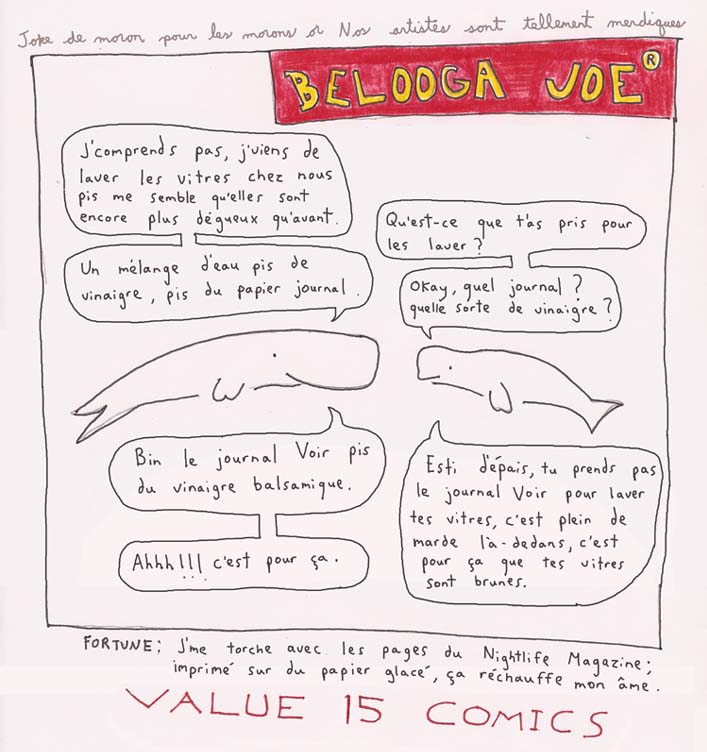 Joke de moron pour les morons or Nos artistes sont tellement merdiques
BELOOGA JOE®
J'comprends pas, j'viens de
laver les vitres chez nous
pis me semble qu'elles sont
encore plus dégueux qu'avant.
Qu'est-ce que t'as pris pour
les laver ?
Un mélange d'eau pis de
vinaigre, pis du papier journal.
Okay, quel journal ?
quelle sorte de vinaigre ?
Bin le journal Voir pis
du vinaigre balsamique.
Esti d'épais, tu prends pas
le journal Voir pour laver
tes vitres, c'est plein de
marde là-dedans, c'est
pour ça que tes vitres
sont brunes.
Ahhh!!! c'est pour ça.
FORTUNE: J'me torche avec les pages du Nightlife Magazine;
imprimé sur du papier glacé, ça réchauffe mon âme.
VALUE 15 COMICS